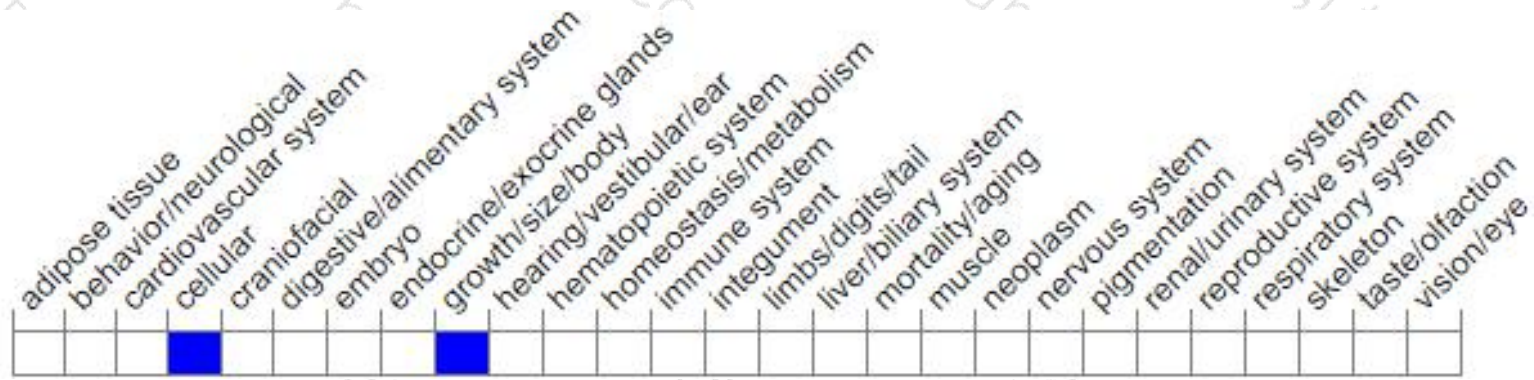 adipose tissue
behavior/neurological
cardiovascular system
cellular
craniofacial
digestive/alimentary system
embryo
endocrine/exocrine glands
growth/size/body
hearing/vestibular/ear
hematopoietic system
homeostasis/metabolism
immune system
integument
limbs/digits/tail
liver/biliary system
mortality/aging
muscle
neoplasm
nervous system
pigmentation
renal/urinary system
reproductive system
respiratory system
skeleton
taste/olfaction
vision/eye